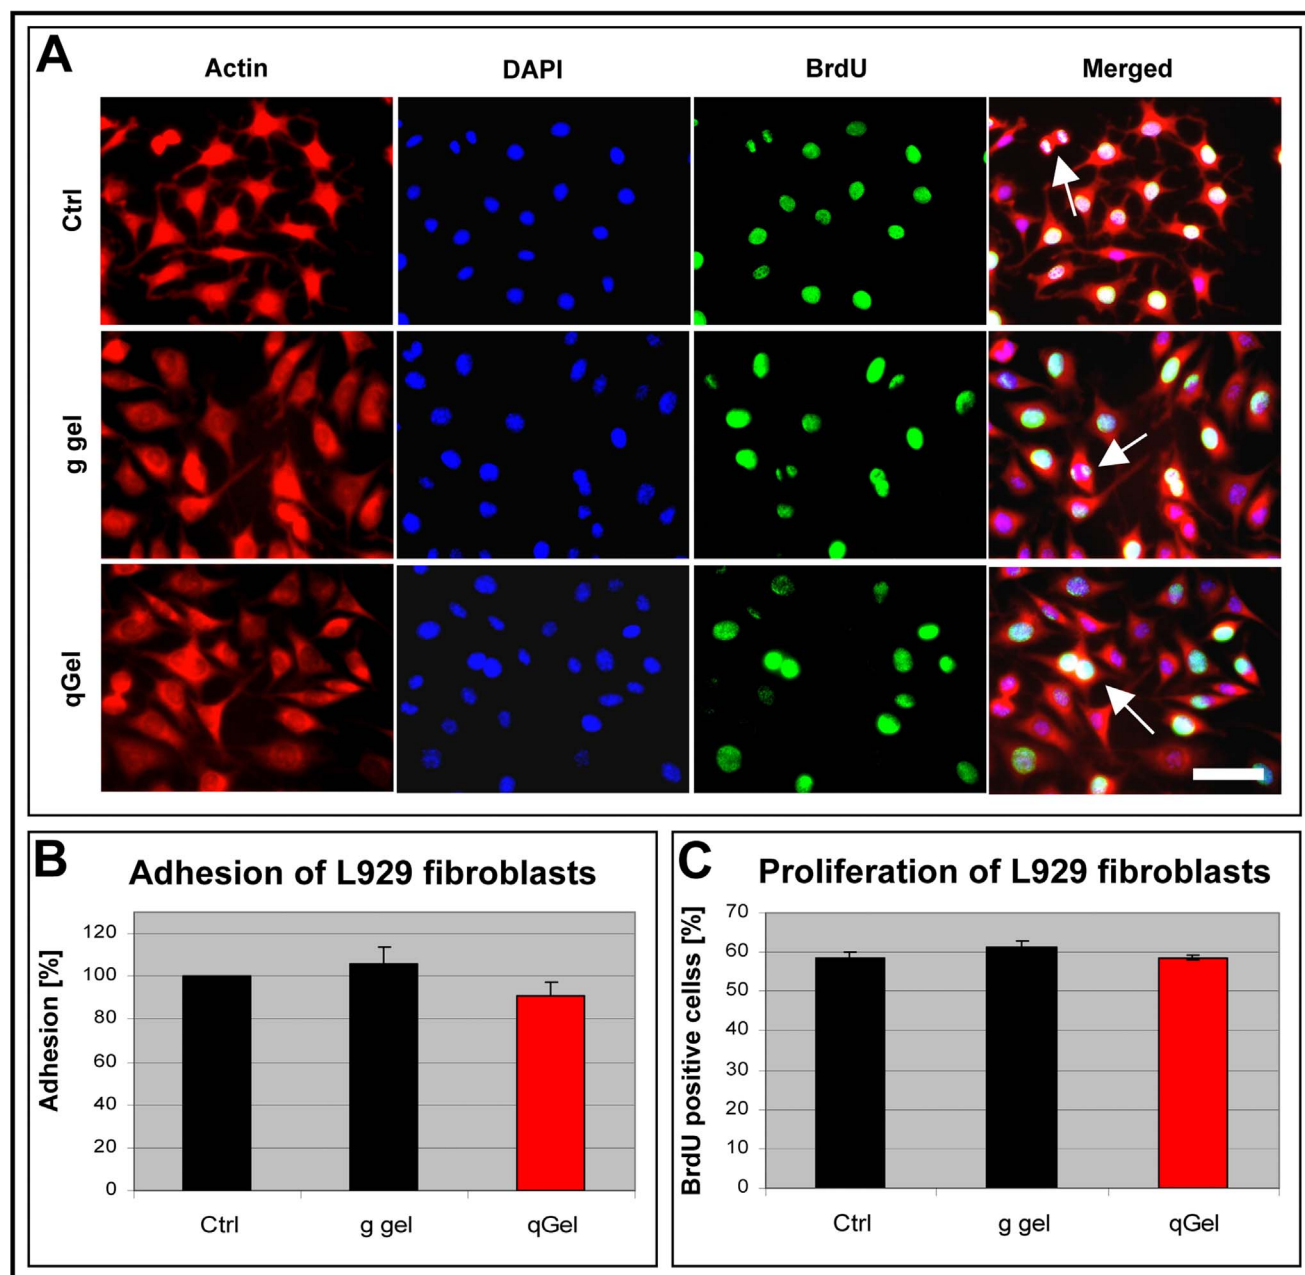 A
Actin DAPI BrdU Merged
Ctrl
g gel
qGel
B
Adhesion of L929 fibroblasts
Adhesion [%]
120
100
80
60
40
20
0
Ctrl g gel qGel
C
Proliferation of L929 fibroblasts
BrdU positive cellss [%]
70
60
50
40
30
20
10
0
Ctrl g gel qGel